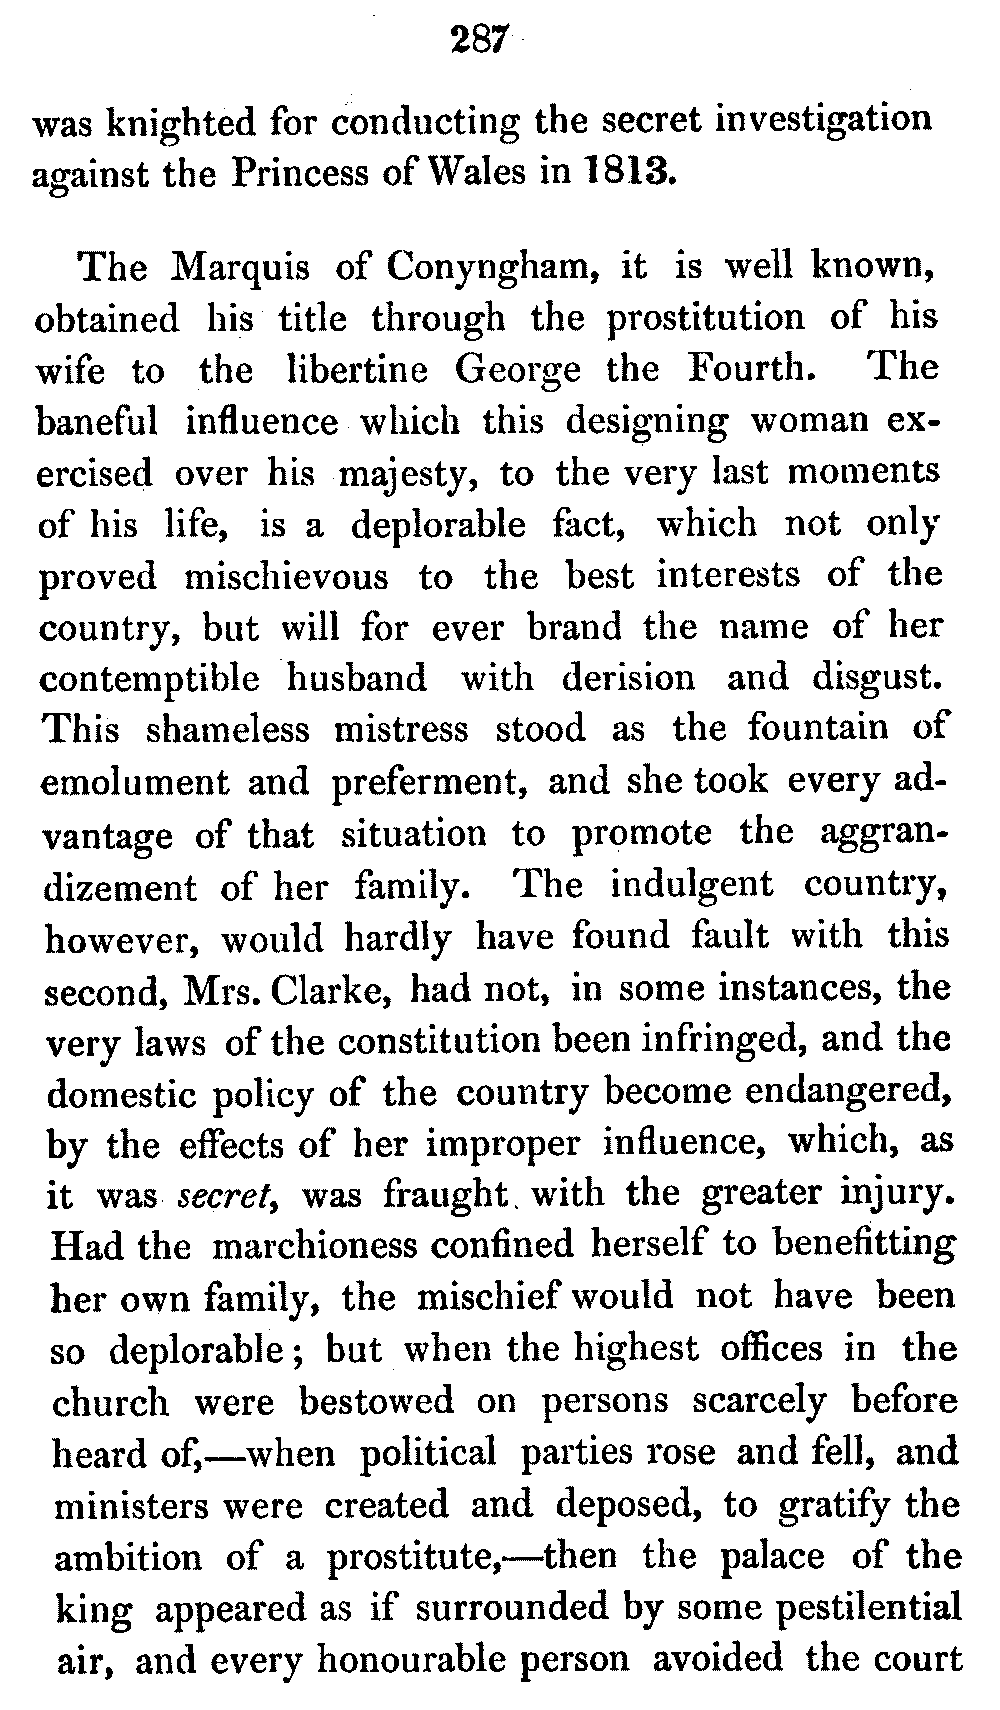 287
was knighted for conducting the secret investigation
against the Princess of Wales in 1813.
The Marquis of Conyngham, it is well known,
obtained his title through the prostitution of his
wife to the libertine George the Fourth. The
baneful influence which this designing woman ex-
ercised over his majesty, to the very last moments
of his life, is a deplorable fact, which not only
proved mischievous to the best interests of the
country, but will for ever brand the name of her
contemptible husband with derision and disgust.
This shameless mistress stood as the fountain of
emolument and preferment, and she took every ad-
vantage of that situation to promote the aggran-
dizement of her family. The indulgent country,
however, would hardly have found fault with this
second, Mrs. Clarke, had not, in some instances, the
very laws of the constitution been infringed, and the
domestic policy of the country become endangered,
by the effects of her improper influence, which, as
it was secret, was fraught with the greater injury.
Had the marchioness confined herself to benefitting
her own family, the mischief would not have been
so deplorable; but when the highest offices in the
church were bestowed on persons scarcely before
heard of,—when political parties rose and fell, and
ministers were created and deposed, to gratify the
ambition of a prostitute,—then the palace of the
king appeared as if surrounded by some pestilential
air, and every honourable person avoided the court